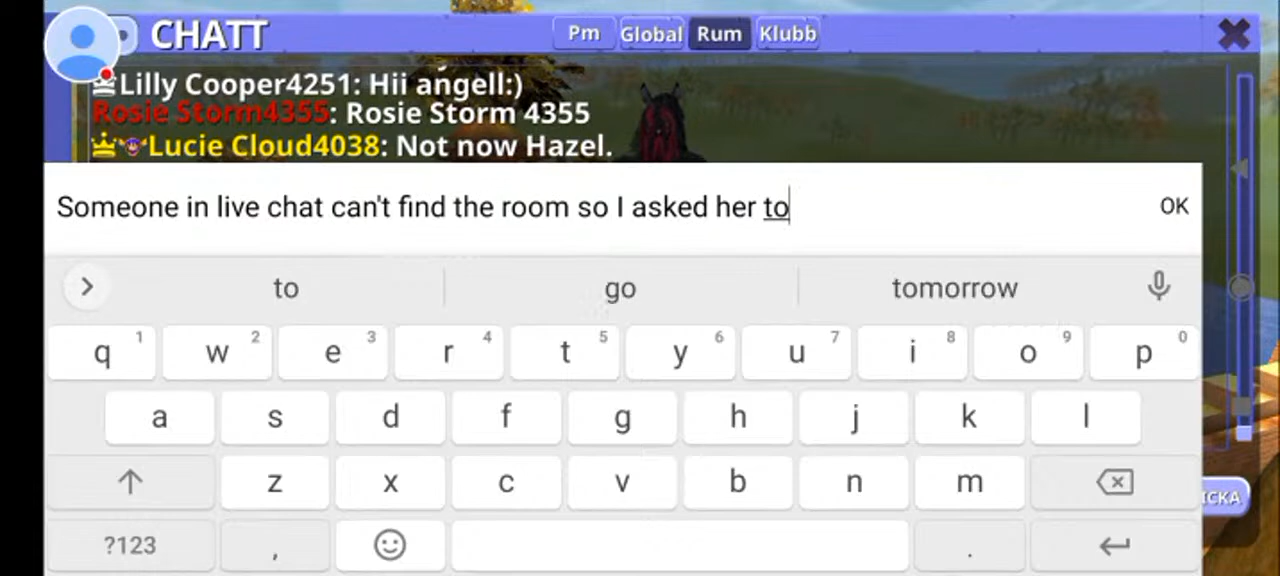 CHATT
Pm Global Rum Klubb
Lilly Cooper4251: Hii angell:)
Rosie Storm4355: Rosie Storm 4355
Lucie Cloud4038: Not now Hazel.
Someone in live chat can't find the room so I asked her to
OK
to go tomorrow
q 1 w 2 e 3 r 4 t 5 y 6 u 7 i 8 o 9 p 0
a s d f g h j k l
z x c v b n m
ICKA
?123 , .